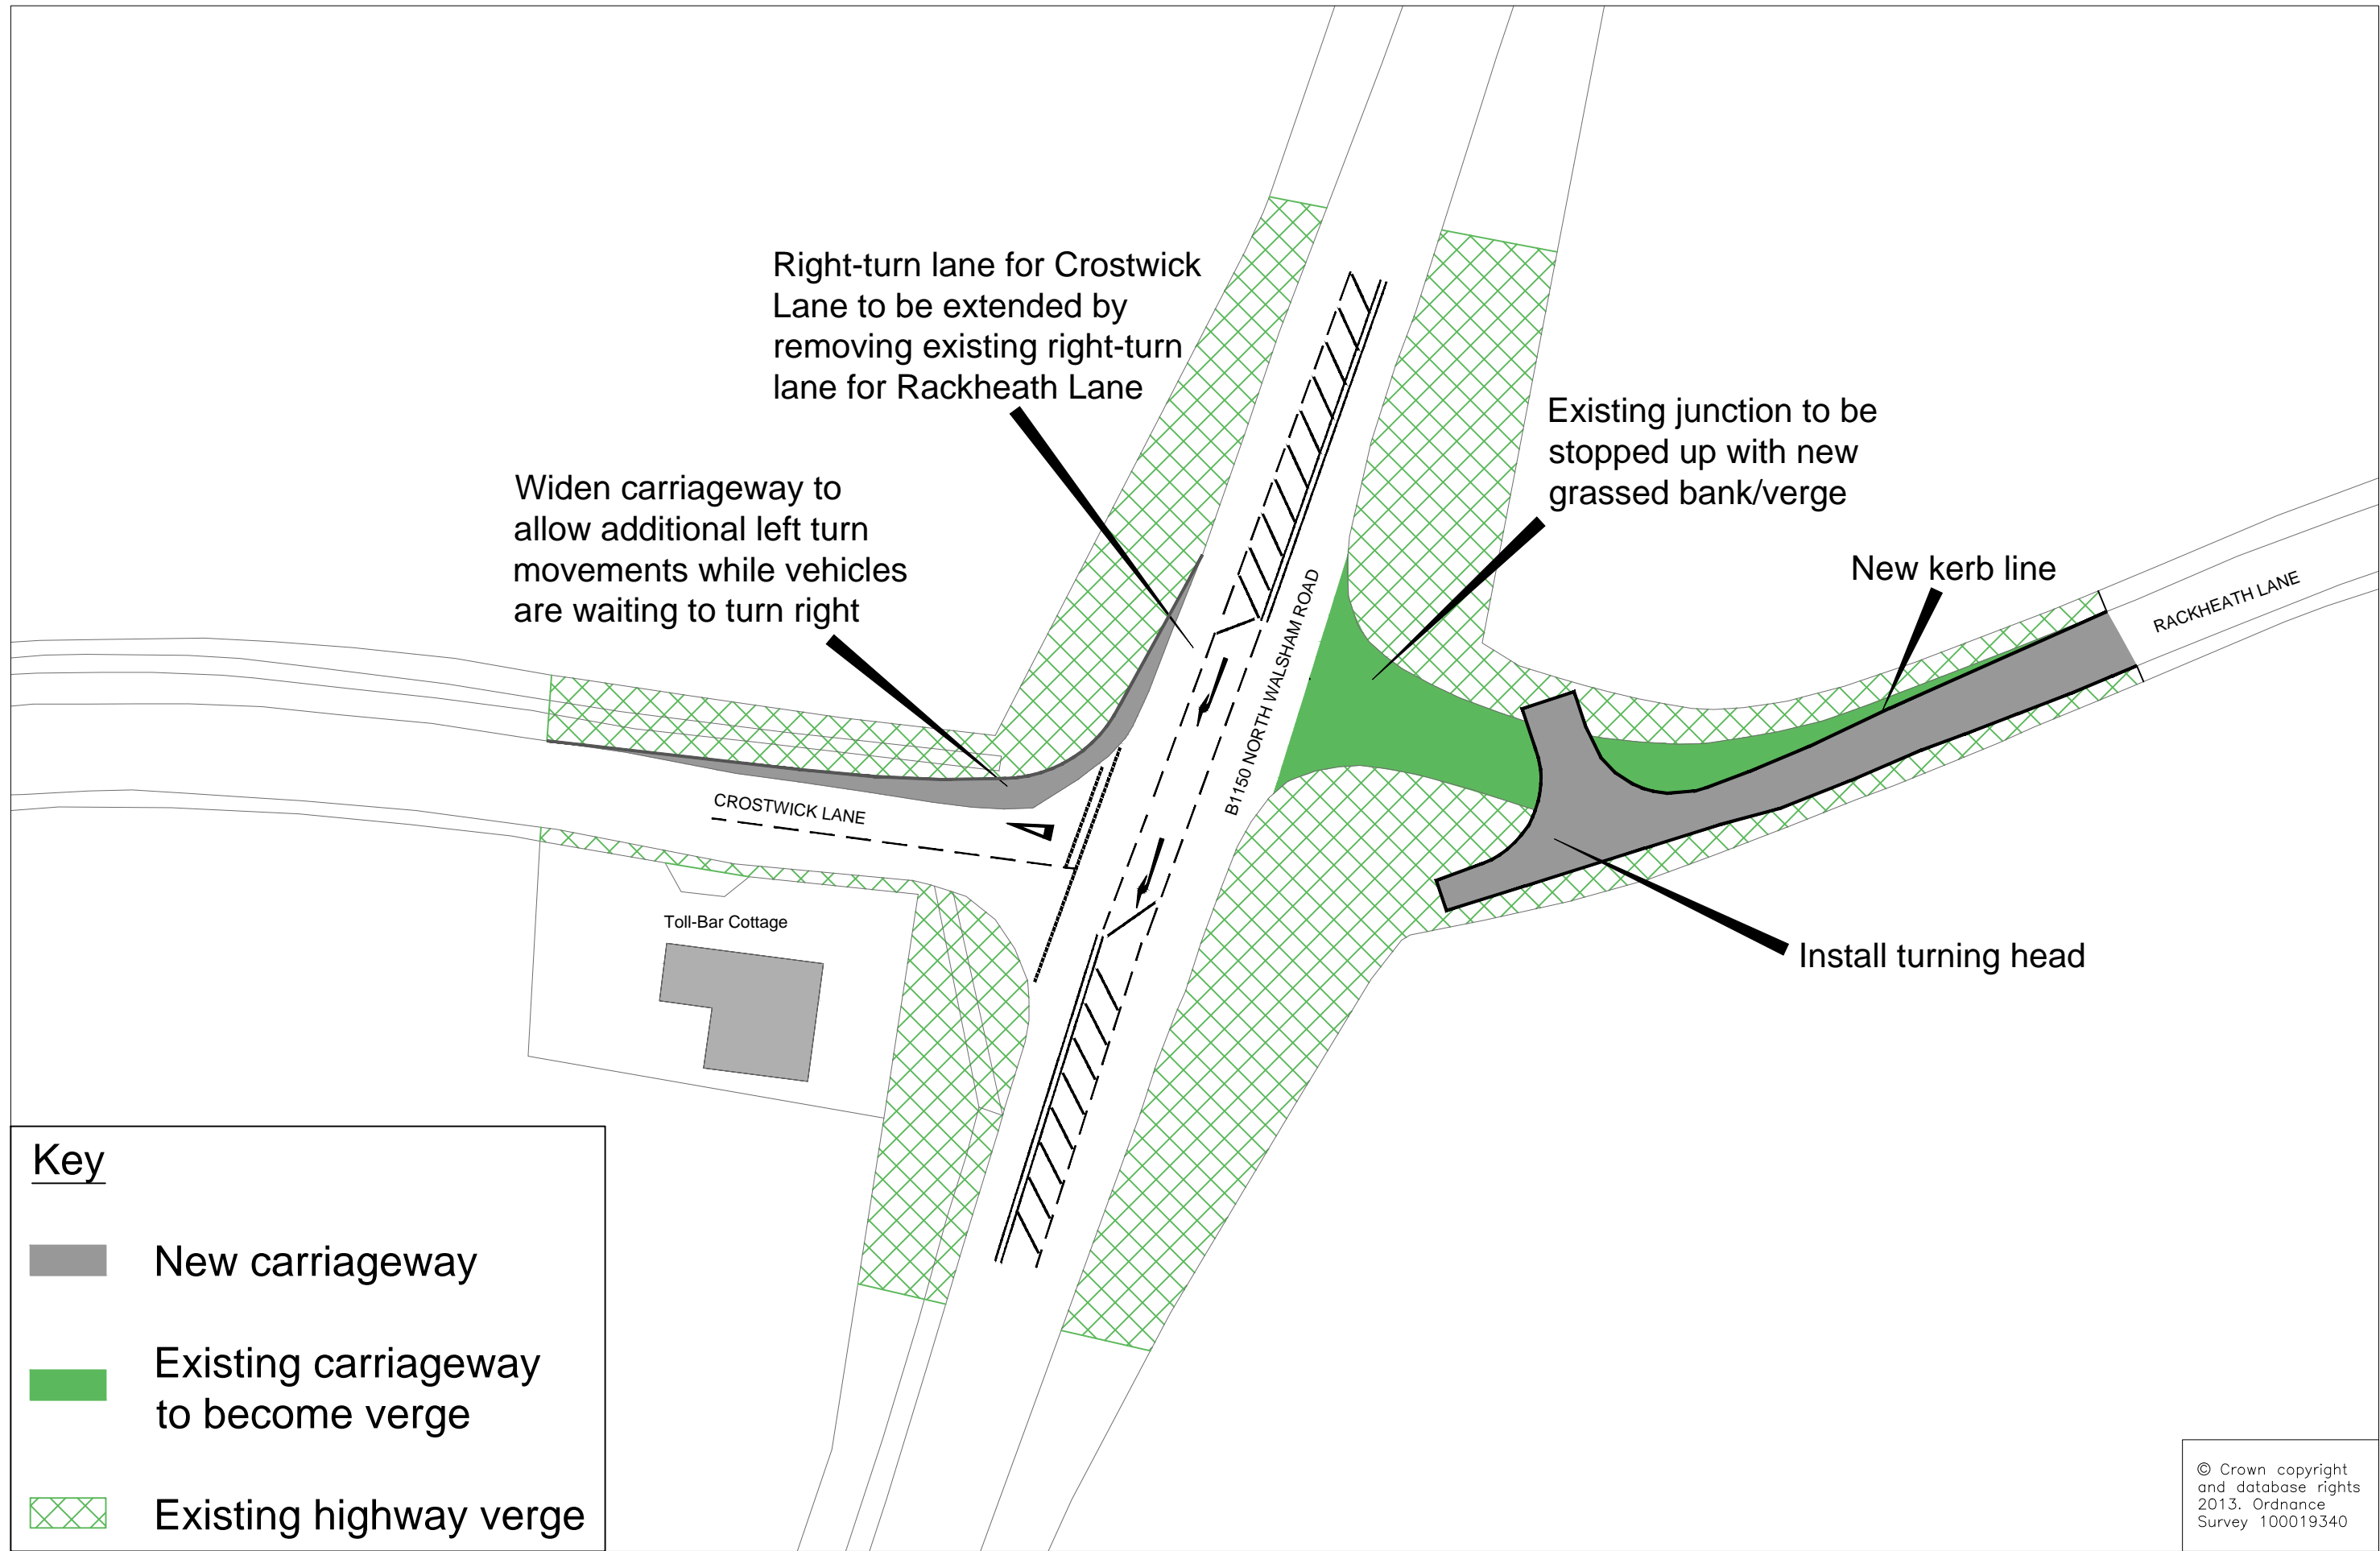 Right-turn lane for Crostwick
Lane to be extended by
removing existing right-turn
lane for Rackheath Lane
Existing junction to be
stopped up with new
grassed bank/verge
Widen carriageway to
allow additional left turn
movements while vehicles
are waiting to turn right
New kerb line
RACKHEATH LANE
B1150 NORTH WALSHAM ROAD
CROSTWICK LANE
Toll-Bar Cottage
Install turning head
Key
New carriageway
Existing carriageway
to become verge
Existing highway verge
© Crown copyright
and database rights
2013. Ordnance
Survey 100019340